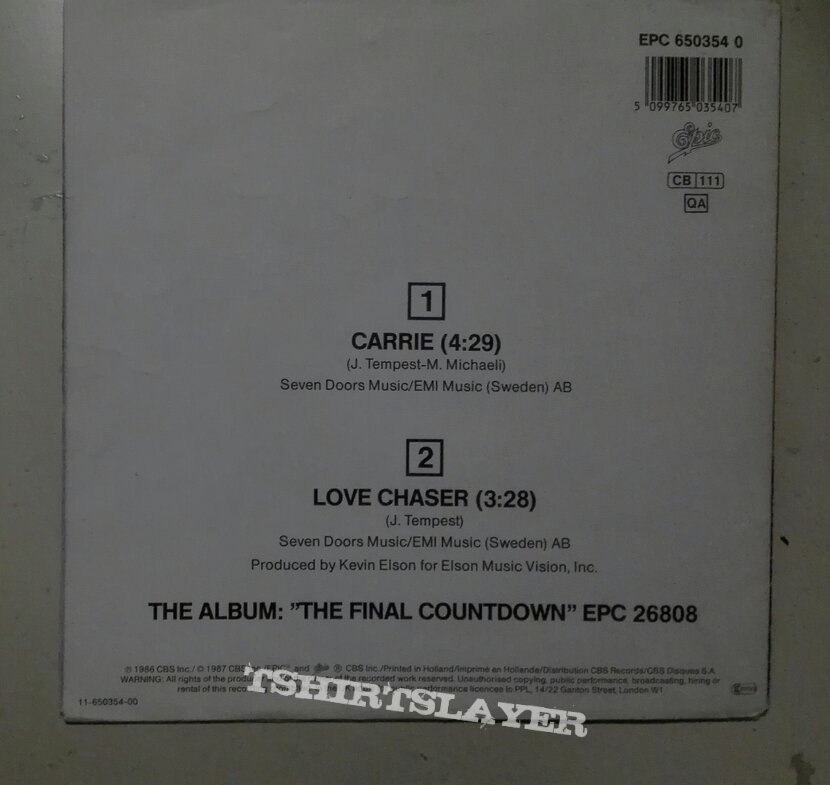 EPC 650354 0
5 099765 035407
Epic
CB 111
QA
1
CARRIE (4:29)
(J. Tempest-M. Michaeli)
Seven Doors Music/EMI Music (Sweden) AB
2
LOVE CHASER (3:28)
(J. Tempest)
Seven Doors Music/EMI Music (Sweden) AB
Produced by Kevin Elson for Elson Music Vision, Inc.
THE ALBUM: ”THE FINAL COUNTDOWN” EPC 26808
℗ 1986 CBS Inc./ © 1987 CBS Inc./EPIC® and Epic ® CBS Inc./Printed in Holland/Imprimé en Hollande/Distribution CBS Records/CBS Disques S.A.
WARNING: All rights of the of the recorded work reserved. Unauthorised copying, public performance, broadcasting, hiring or
rental of this performance licences to PPL, 14/22 Ganton Street, London W1
11-650354-00
TSHIRTSLAYER